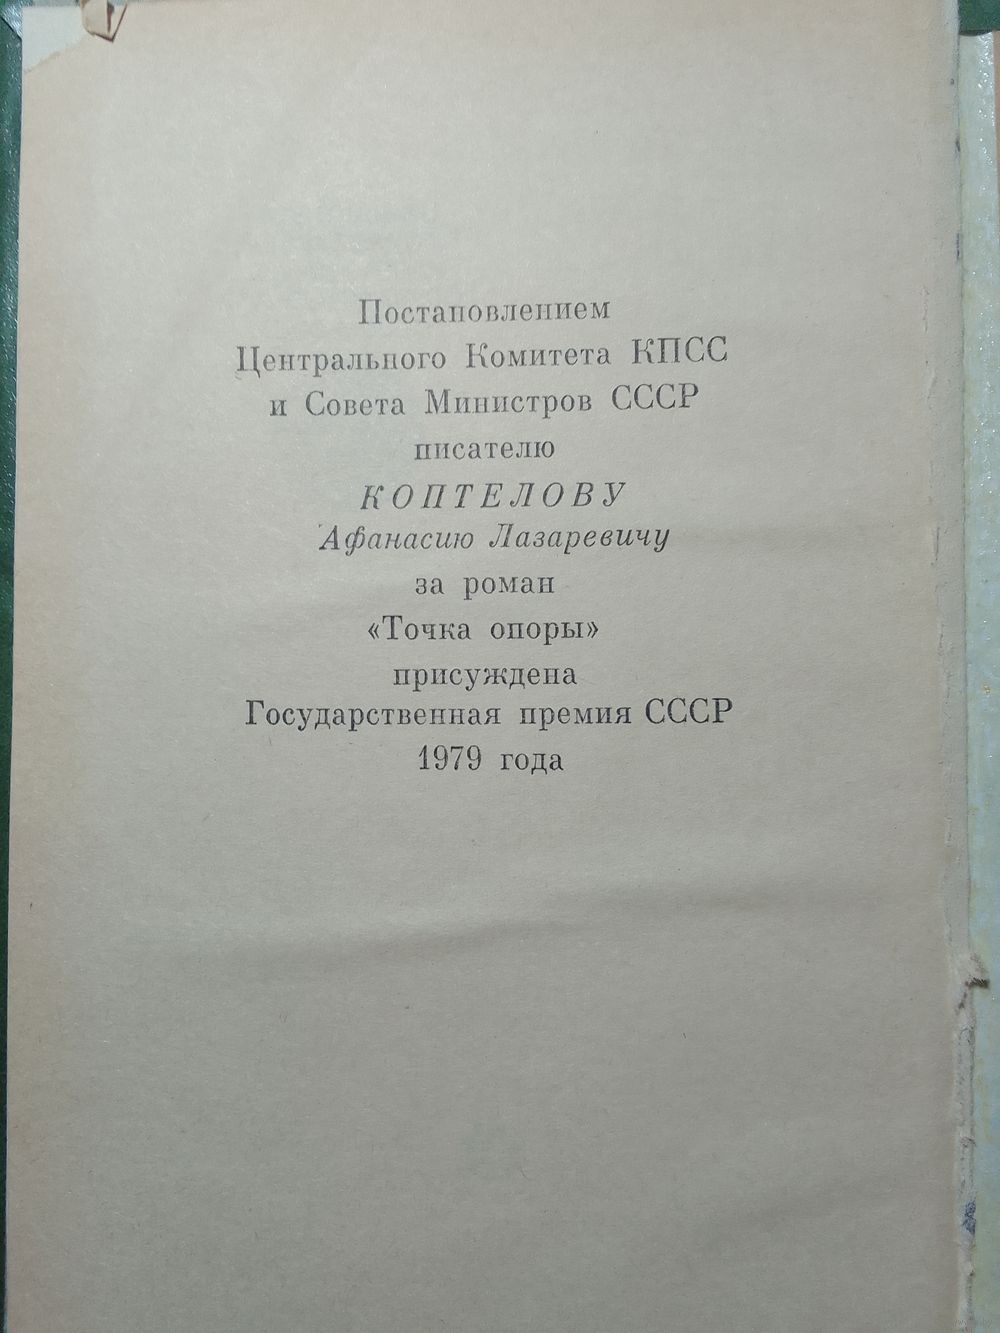 Постановлением
Центрального Комитета КПСС
и Совета Министров СССР
писателю
КОПТЕЛОВУ
Афанасию Лазаревичу
за роман
«Точка опоры»
присуждена
Государственная премия СССР
1979 года